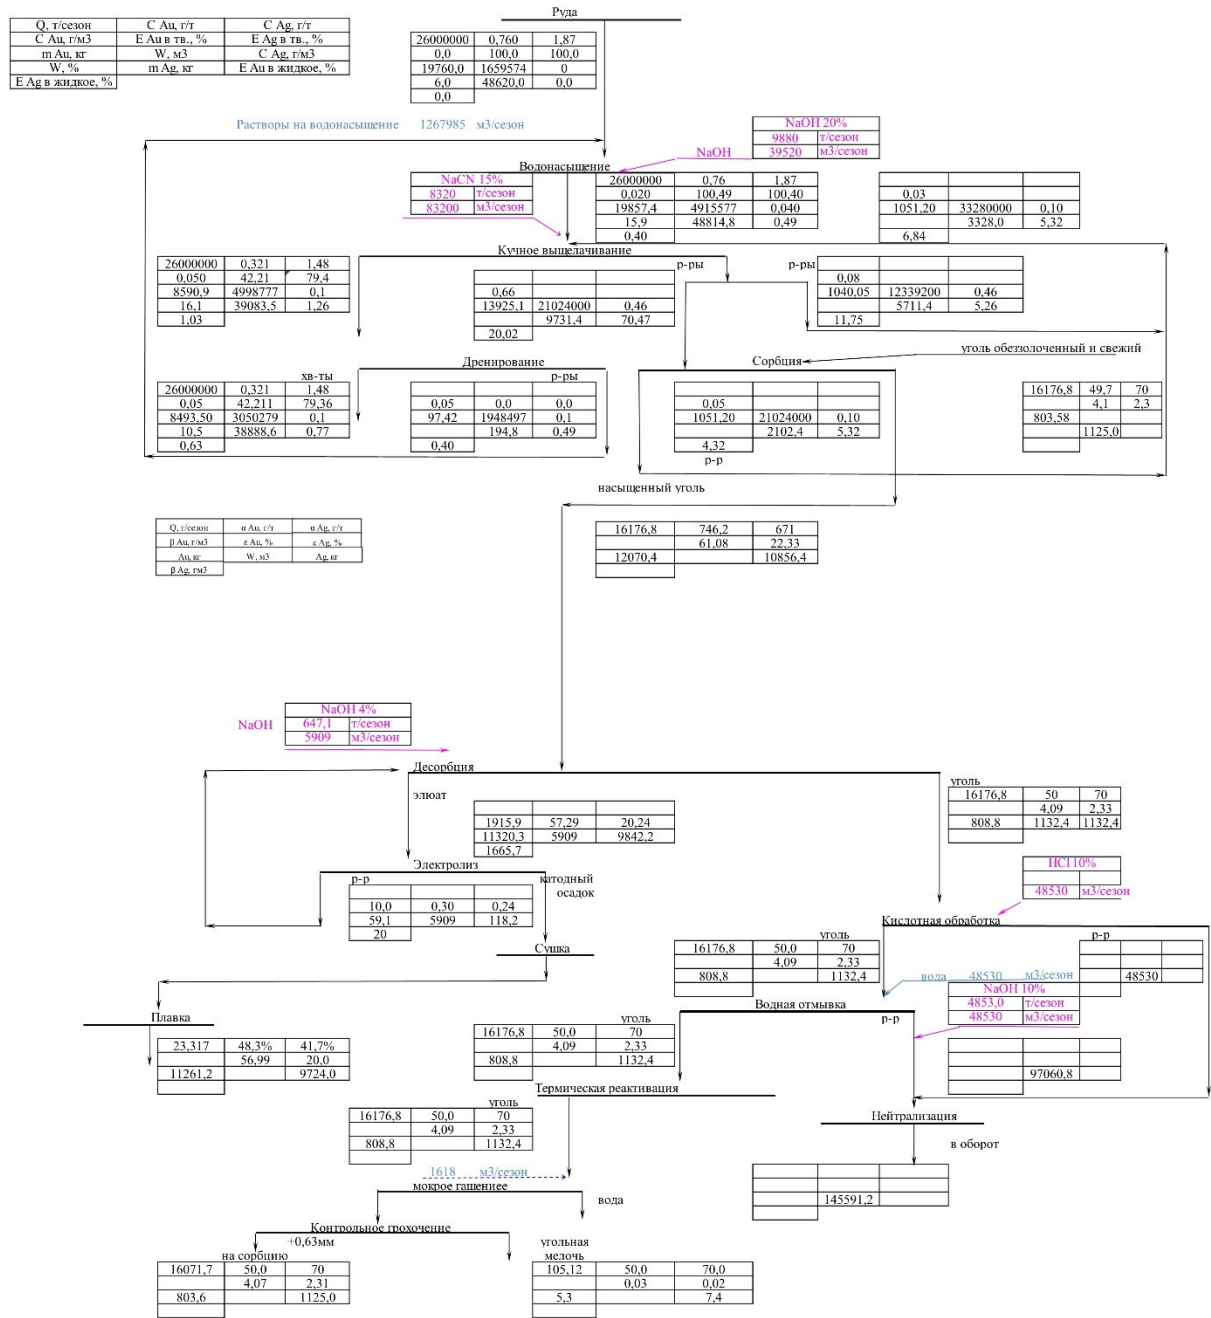 Руда
Q, т/сезон C Au, г/т C Ag, г/т
C Au, г/м3 E Au в тв., % E Ag в тв., %
m Au, кг W, м3 C Ag, г/м3
W, % m Ag, кг E Au в жидкое, %
E Ag в жидкое, %
26000000 0,760 1,87
0,0 100,0 100,0
19760,0 1659574 0
6,0 48620,0 0,0
0,0
Растворы на водонасыщение 1267985 м3/сезон
NaOH 20%
9880 т/сезон
39520 м3/сезон
NaOH
Водонасыщение
NaCN 15%
8320 т/сезон
83200 м3/сезон
26000000 0,76 1,87
0,020 100,49 100,40
19857,4 4915577 0,040
15,9 48814,8 0,49
0,40
0,03
1051,20 33280000 0,10
3328,0 5,32
6,84
Кучное выщелачивание
р-ры
р-ры
26000000 0,321 1,48
0,050 42,21 79,4
8590,9 4998777 0,1
16,1 39083,5 1,26
1,03
0,66
13925,1 21024000 0,46
9731,4 70,47
20,02
0,08
1040,05 12339200 0,46
5711,4 5,26
11,75
Дренирование
хв-ты
р-ры
Сорбция
уголь обеззолоченный и свежий
26000000 0,321 1,48
0,05 42,211 79,36
8493,50 3050279 0,1
10,5 38888,6 0,77
0,63
0,05 0,0 0,0
97,42 1948497 0,1
194,8 0,49
0,40
0,05
1051,20 21024000 0,10
2102,4 5,32
4,32
р-р
16176,8 49,7 70
4,1 2,3
803,58
1125,0
насыщенный уголь
Q, т/сезон α Au, г/т α Ag, г/т
β Au, г/м3 ε Au, % ε Ag, %
Au, кг W, м3 Ag, кг
β Ag, гм3
16176,8 746,2 671
61,08 22,33
12070,4 10856,4
NaOH
NaOH 4%
647,1 т/сезон
5909 м3/сезон
Десорбция
элюат
уголь
1915,9 57,29 20,24
11320,3 5909 9842,2
1665,7
16176,8 50 70
4,09 2,33
808,8 1132,4 1132,4
Электролиз
р-р
катодный
осадок
10,0 0,30 0,24
59,1 5909 118,2
20
HCl10%
48530 м3/сезон
Кислотная обработка
уголь
р-р
16176,8 50,0 70
4,09 2,33
808,8 1132,4
48530
Сушка
вода 48530 м3/сезон
NaOH 10%
4853,0 т/сезон
48530 м3/сезон
Водная отмывка
р-р
Плавка
23,317 48,3% 41,7%
56,99 20,0
11261,2 9724,0
уголь
16176,8 50,0 70
4,09 2,33
808,8 1132,4
97060,8
Термическая реактивация
уголь
16176,8 50,0 70
4,09 2,33
808,8 1132,4
Нейтрализация
в оборот
145591,2
1618 м3/сезон
мокрое гашениее
вода
Контрольное грохочение
+0,63мм
на сорбцию
16071,7 50,0 70
4,07 2,31
803,6 1125,0
угольная
мелочь
105,12 50,0 70,0
0,03 0,02
5,3 7,4